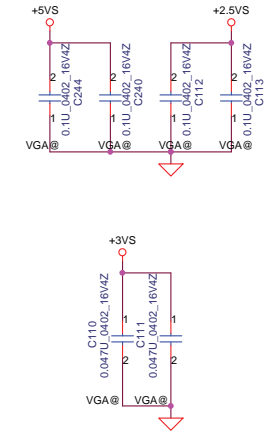 +5VS
+2.5VS
2
0.1U_0402_16V4Z
C244
1
VGA@
2
0.1U_0402_16V4Z
C240
1
VGA@
2
0.1U_0402_16V4Z
C112
1
VGA@
2
0.1U_0402_16V4Z
C113
1
VGA@
+3VS
C110
0.047U_0402_16V4Z
1
2
VGA@
C111
0.047U_0402_16V4Z
1
2
VGA@